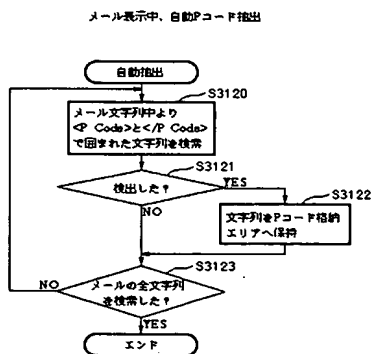 メール表示中、自動Pコード抽出
自動抽出
S3120
メール文字列中より
<P Code>と</P Code>
で囲まれた文字列を検索
S3121
検出した?
YES
NO
S3122
文字列をPコード格納
エリアへ保持
S3123
メールの全文字列
を検索した?
NO
YES
エンド